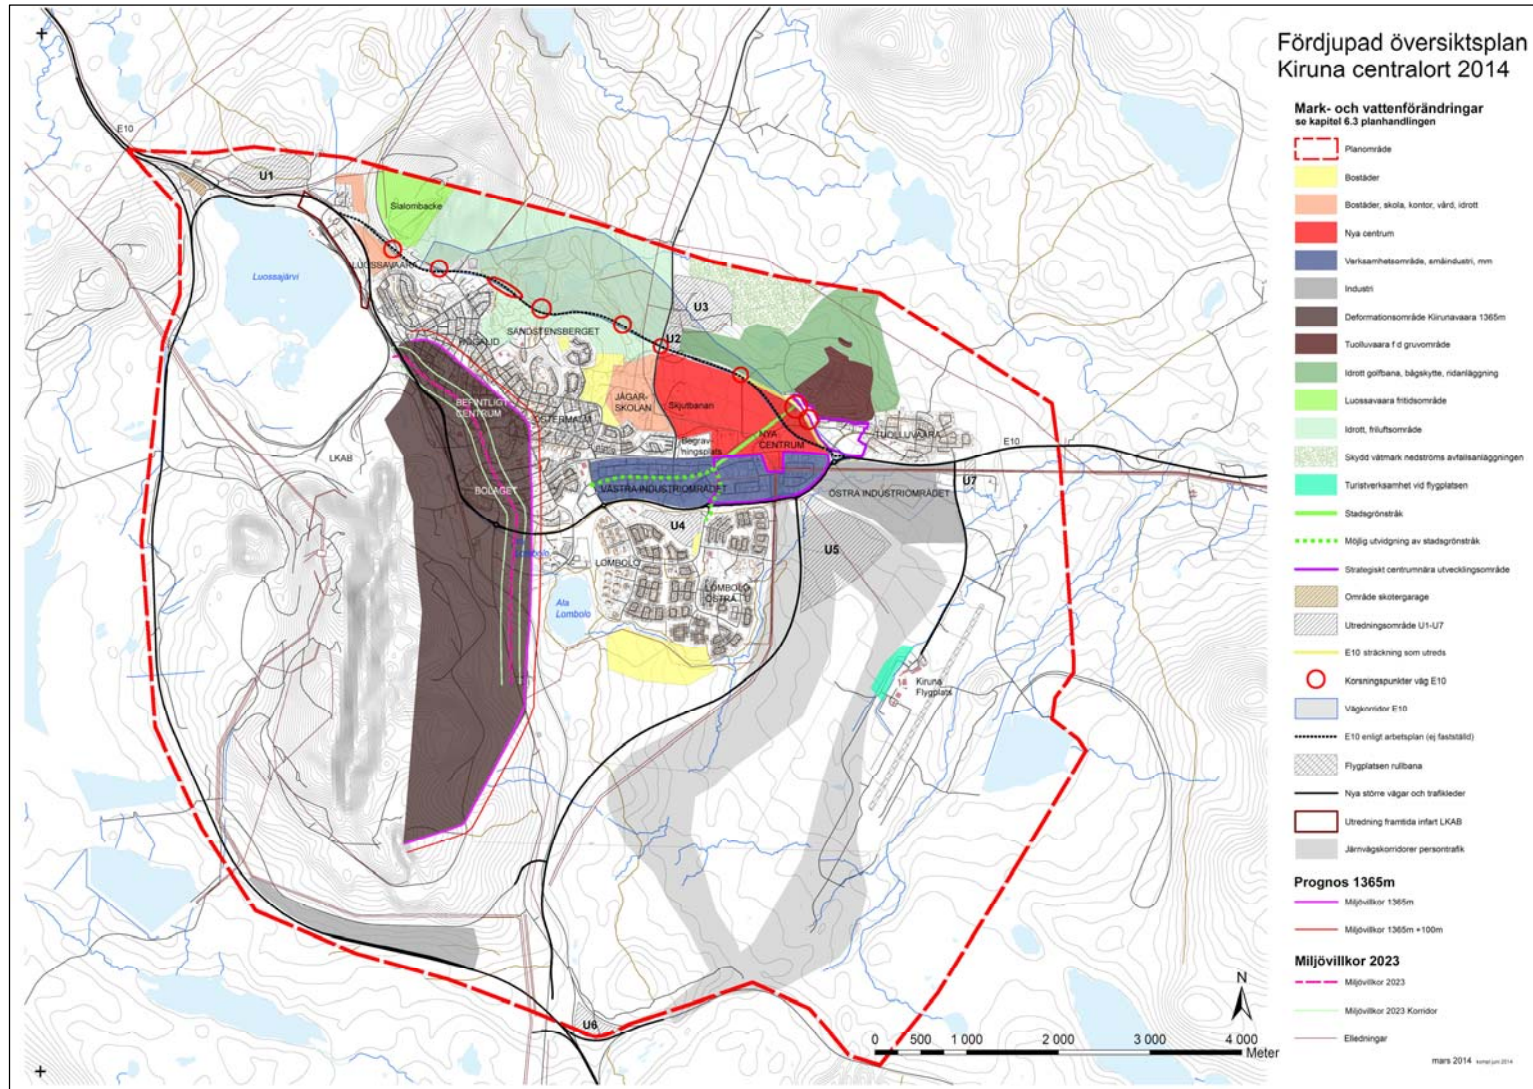 Fördjupad översiktsplan
Kiruna centralort 2014
Mark- och vattenförändringar
se kapitel 6.3 planhandlingen
Planområde
Bostäder
Bostäder, skola, kontor, vård, idrott
Nya centrum
Verksamhetsområde, småindustri, mm
Industri
Deformationsområde Kiirunavaara 1365m
Tuolluvaara f d gruvområde
Idrott golfbana, bågskytte, ridanläggning
Luossavaara fritidsområde
Idrott, friluftsområde
Skydd våtmark nedströms avfallsanläggningen
Turistverksamhet vid flygplatsen
Stadsgrönstråk
Möjlig utvidgning av stadsgrönstråk
Strategiskt centrumnära utvecklingsområde
Område skotergarage
Utredningsområde U1-U7
E10 sträckning som utreds
Korsningspunkter väg E10
Vägkorridor E10
E10 enligt arbetsplan (ej fastställd)
Flygplatsen rullbana
Nya större vägar och trafikleder
Utredning framtida infart LKAB
Järnvägskorridorer persontrafik
Prognos 1365m
Miljövillkor 1365m
Miljövillkor 1365m +100m
Miljövillkor 2023
Miljövillkor 2023
Miljövillkor 2023 Korridor
Elledningar
mars 2014
N
0 500 1 000 2 000 3 000 4 000
Meter
E10
U1
Slalombacke
Luossajärvi
LUOSSAVAARA
U3
SANDSTENSBERGET
U2
HÖGALID
BEFINTLIGT
CENTRUM
JÄGAR-
SKOLAN
Skjutbanan
ÖSTERMALM
NYA
CENTRUM
TUOLLUVAARA
E10
Begrav-
ningsplats
LKAB
BOLAGET
VÄSTRA INDUSTRIOMRÅDET
ÖSTRA INDUSTRIOMRÅDET
U7
U4
U5
Lombolo
LOMBOLO
LOMBOLO
ÖSTRA
Ala
Lombolo
Kiruna
Flygplats
U6